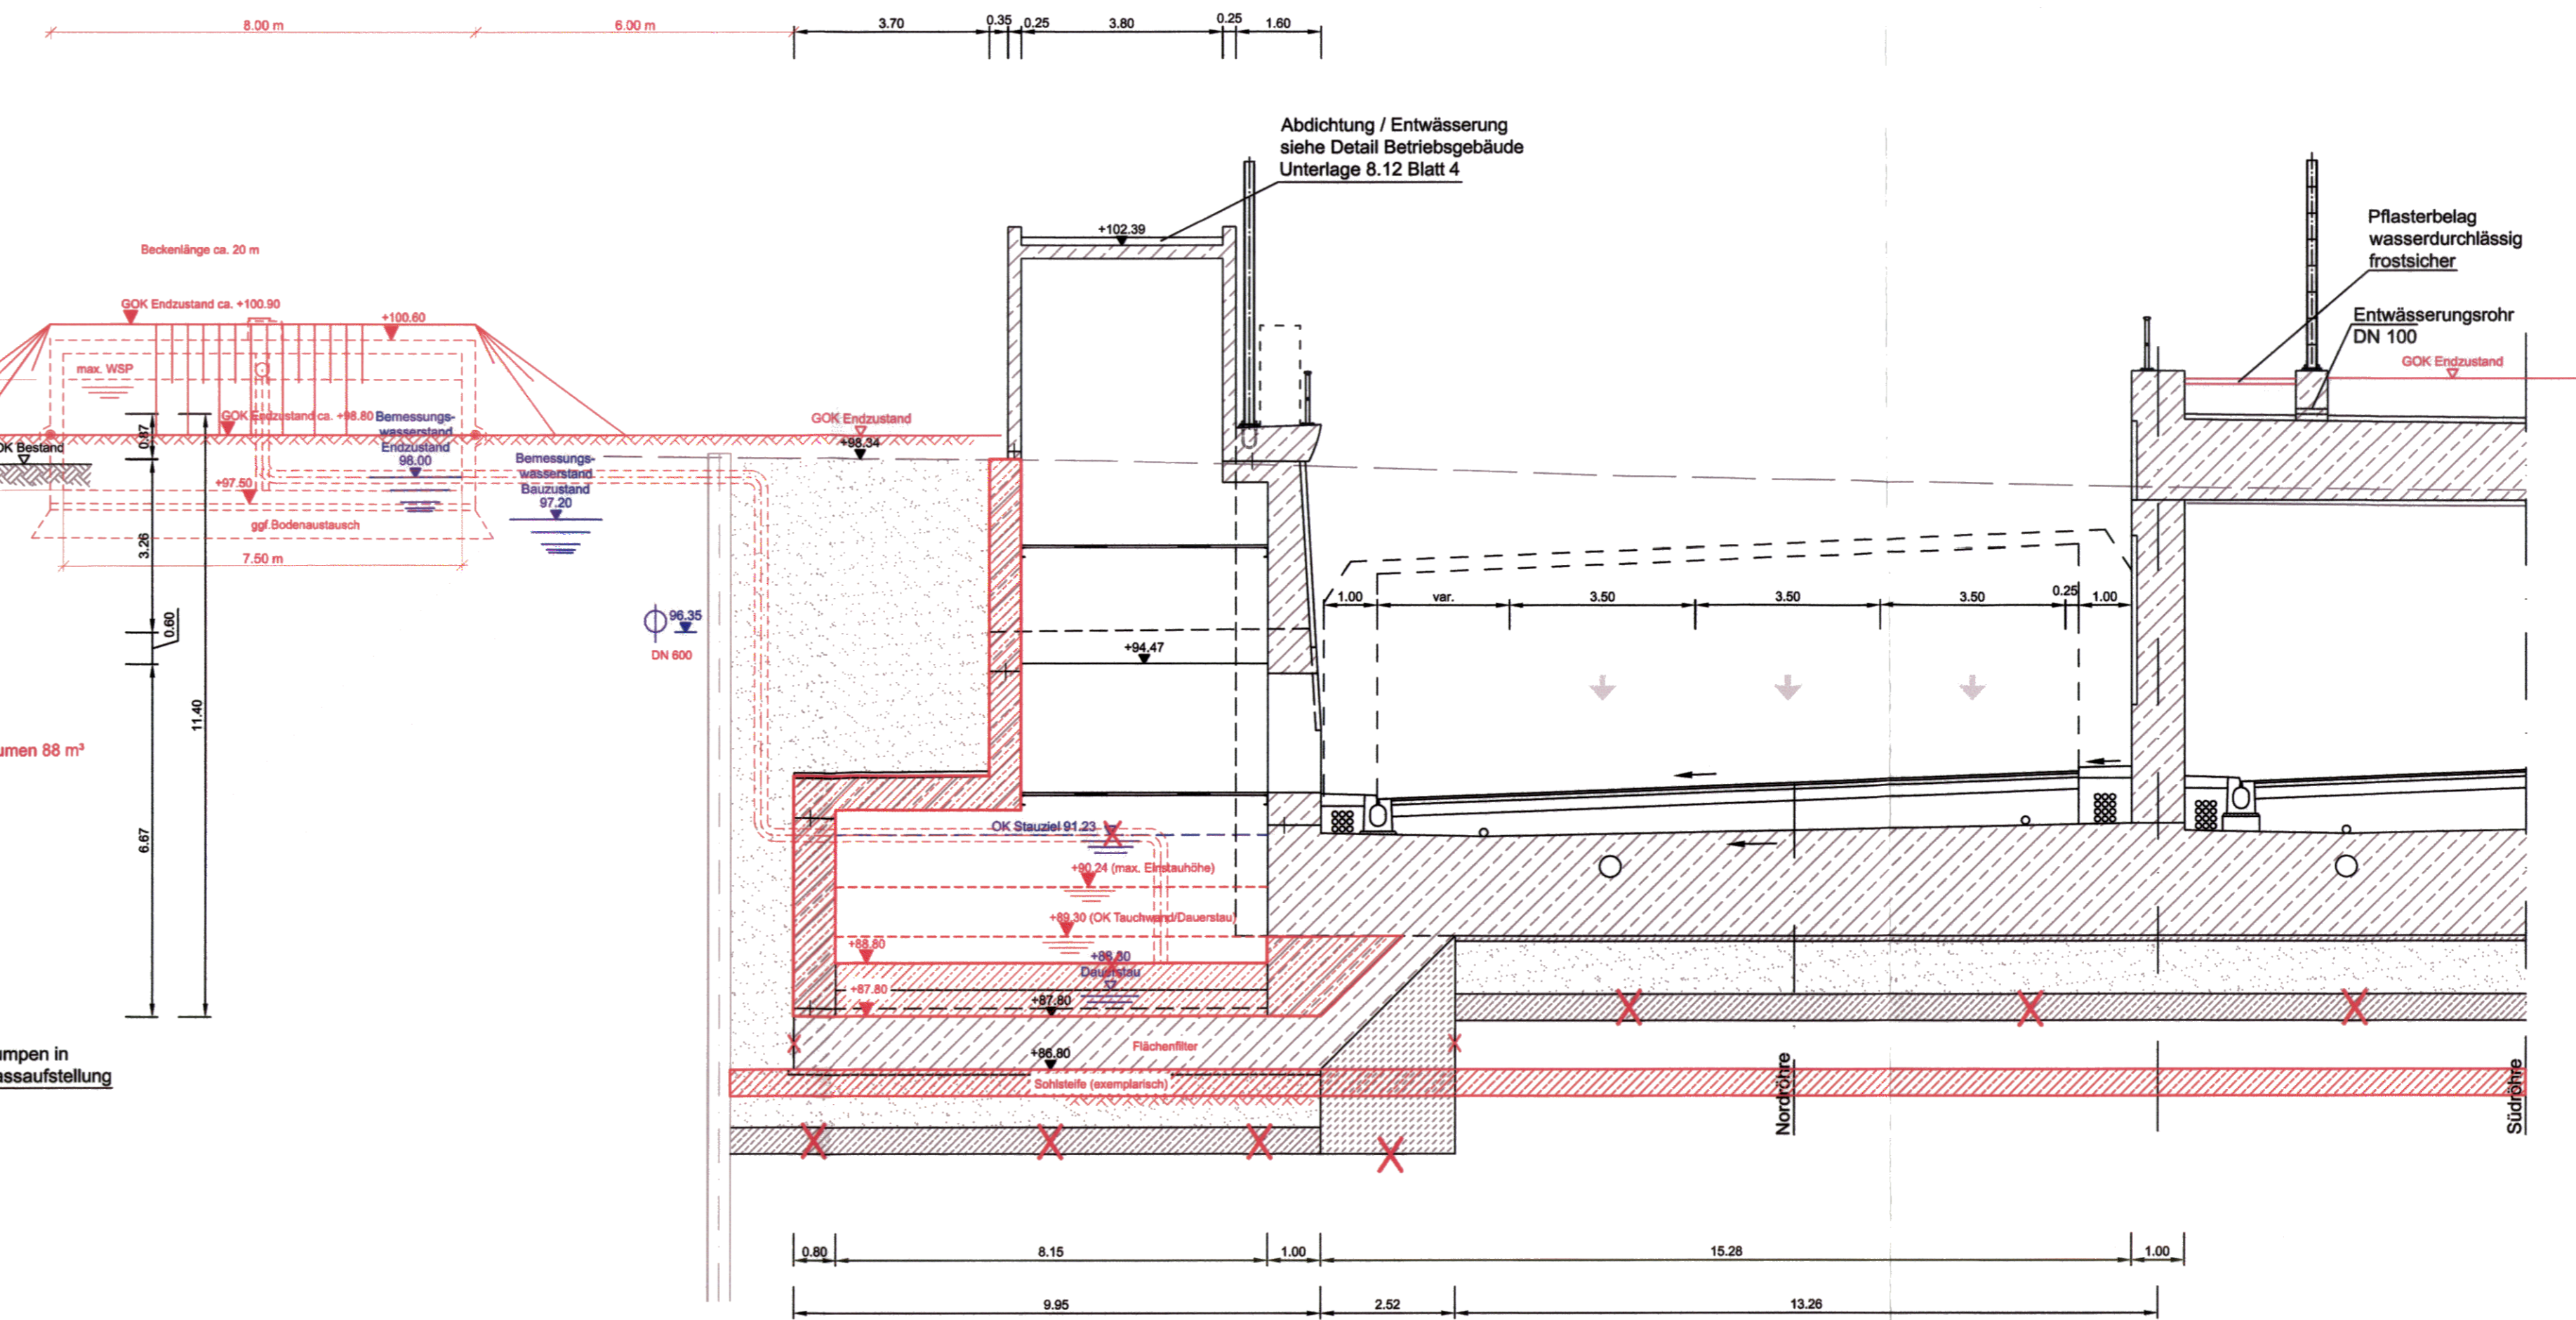 8.00 m
6.00 m
3.70
0.35
0.25
3.80
0.25
1.60
Abdichtung / Entwässerung
siehe Detail Betriebsgebäude
Unterlage 8.12 Blatt 4
+102.39
Pflasterbelag
wasserdurchlässig
frostsicher
Entwässerungsrohr
DN 100
GOK Endzustand
Beckenlänge ca. 20 m
GOK Endzustand ca. +100.90
+100.60
max. WSP
GOK Endzustand ca. +98.80
Bemessungs-
wasserstand
Endzustand
98.00
OK Bestand
+97.50
ggf.Bodenaustausch
7.50 m
Bemessungs-
wasserstand
Bauzustand
97.20
GOK Endzustand
+98.34
0.87
3.26
0.60
11.40
6.67
96.35
DN 600
+94.47
1.00
var.
3.50
3.50
3.50
0.25
1.00
umen 88 m³
OK Stauziel 91.23
+90.24 (max. Einstauhöhe)
+89.30 (OK Tauchwand/Dauerstau)
+88.80
Dauerstau
+87.80
+87.80
+86.80
Flächenfilter
Sohlsteife (exemplarisch)
umpen in
assaufstellung
Nordröhre
Südröhre
0.80
8.15
1.00
15.28
1.00
9.95
2.52
13.26